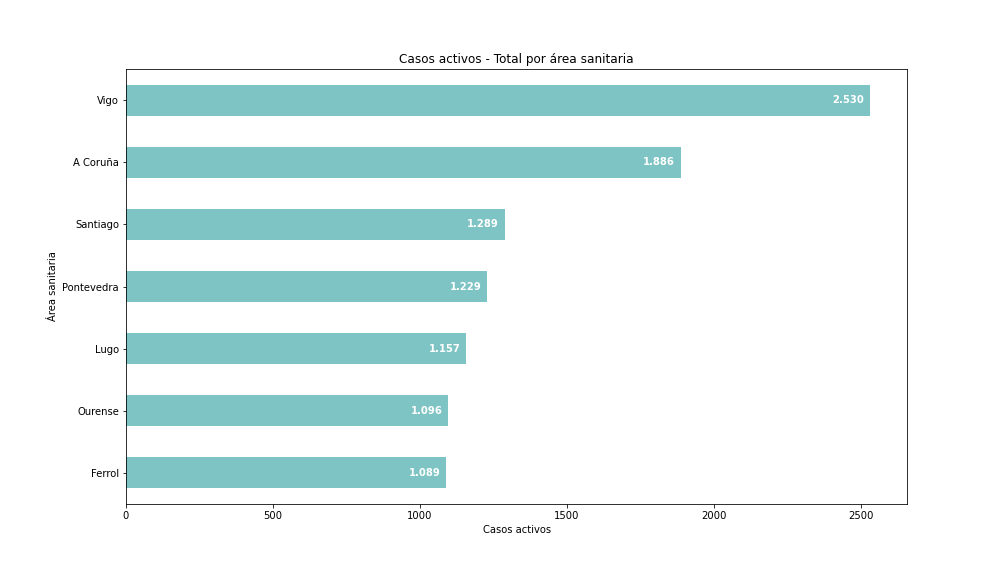 Casos activos - Total por área sanitaria
Vigo
2.530
A Coruña
1.886
Santiago
1.289
Área sanitaria
Pontevedra
1.229
Lugo
1.157
Ourense
1.096
Ferrol
1.089
0 500 1000 1500 2000 2500
Casos activos